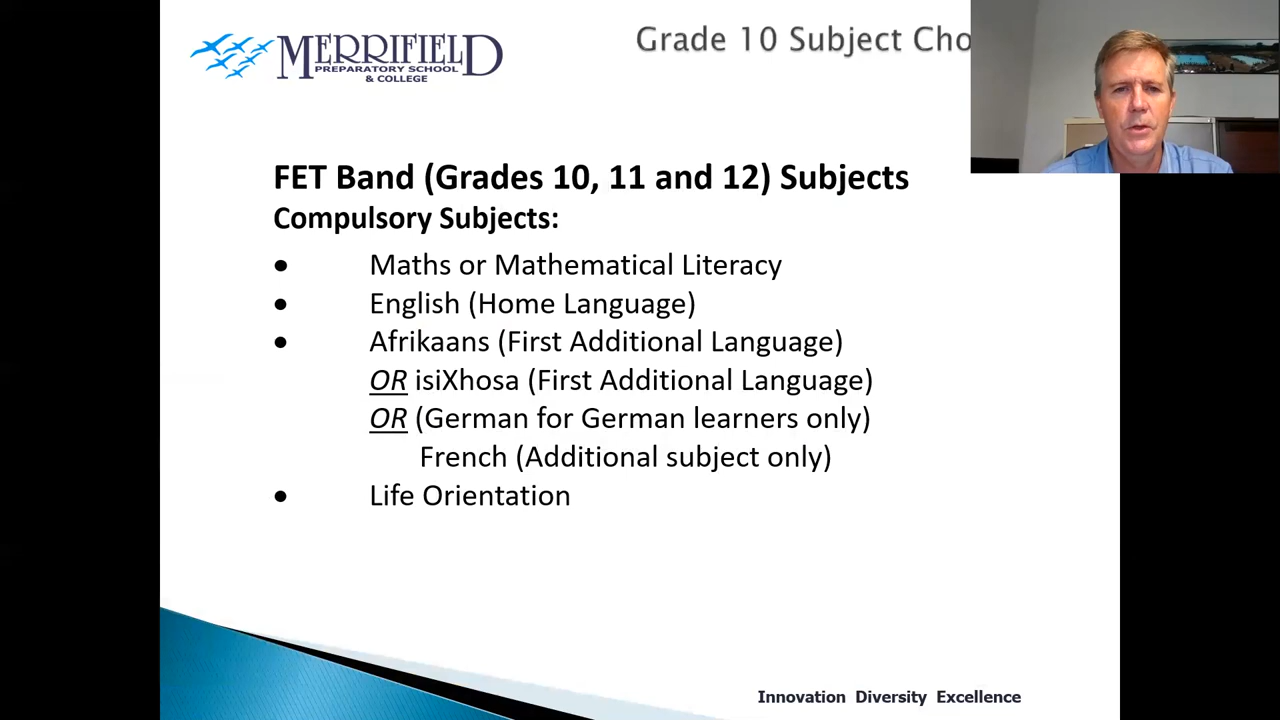 MERRIFIELD
PREPARATORY SCHOOL
& COLLEGE
Grade 10 Subject Cho
FET Band (Grades 10, 11 and 12) Subjects
Compulsory Subjects:
• Maths or Mathematical Literacy
• English (Home Language)
• Afrikaans (First Additional Language)
OR isiXhosa (First Additional Language)
OR (German for German learners only)
French (Additional subject only)
• Life Orientation
Innovation Diversity Excellence